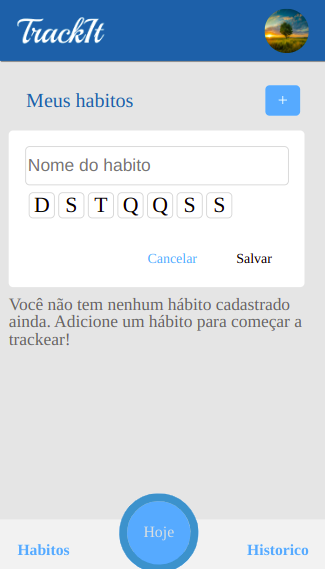 TrackIt
Meus habitos
+
Nome do habito
D S T Q Q S S
Cancelar Salvar
Você não tem nenhum hábito cadastrado
ainda. Adicione um hábito para começar a
trackear!
Habitos Hoje Historico